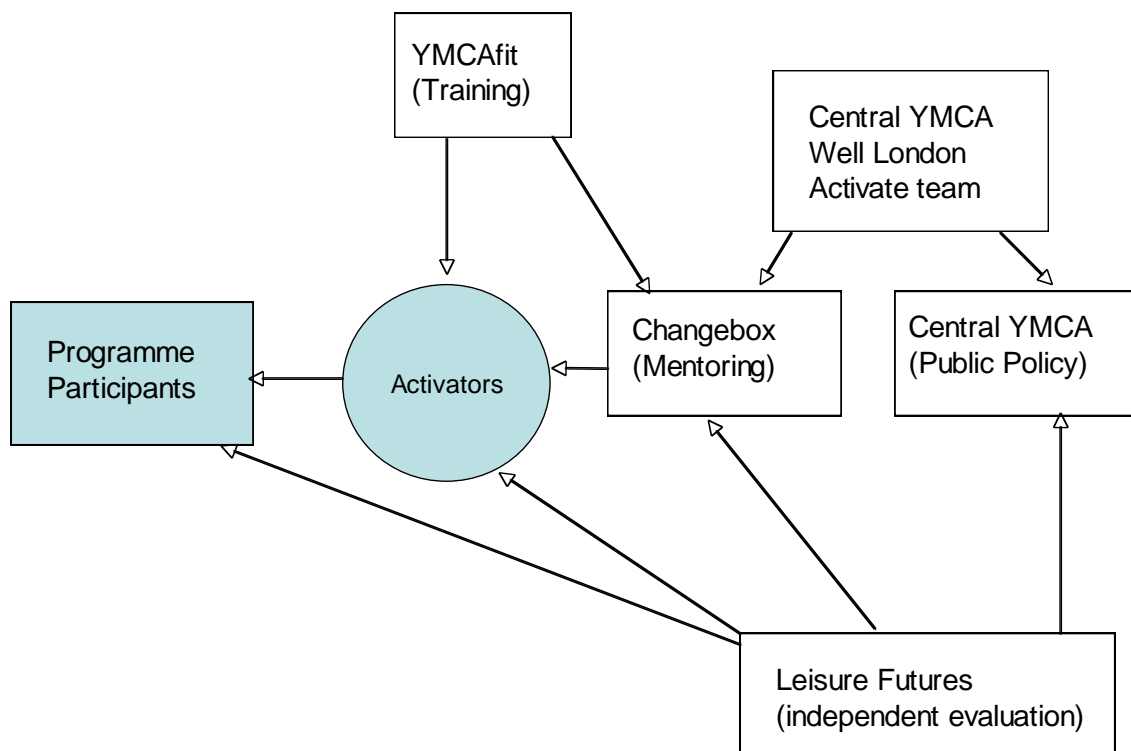 YMCAfit
(Training)
Central YMCA
Well London
Activate team
Programme
Participants
Activators
Changebox
(Mentoring)
Central YMCA
(Public Policy)
Leisure Futures
(independent evaluation)